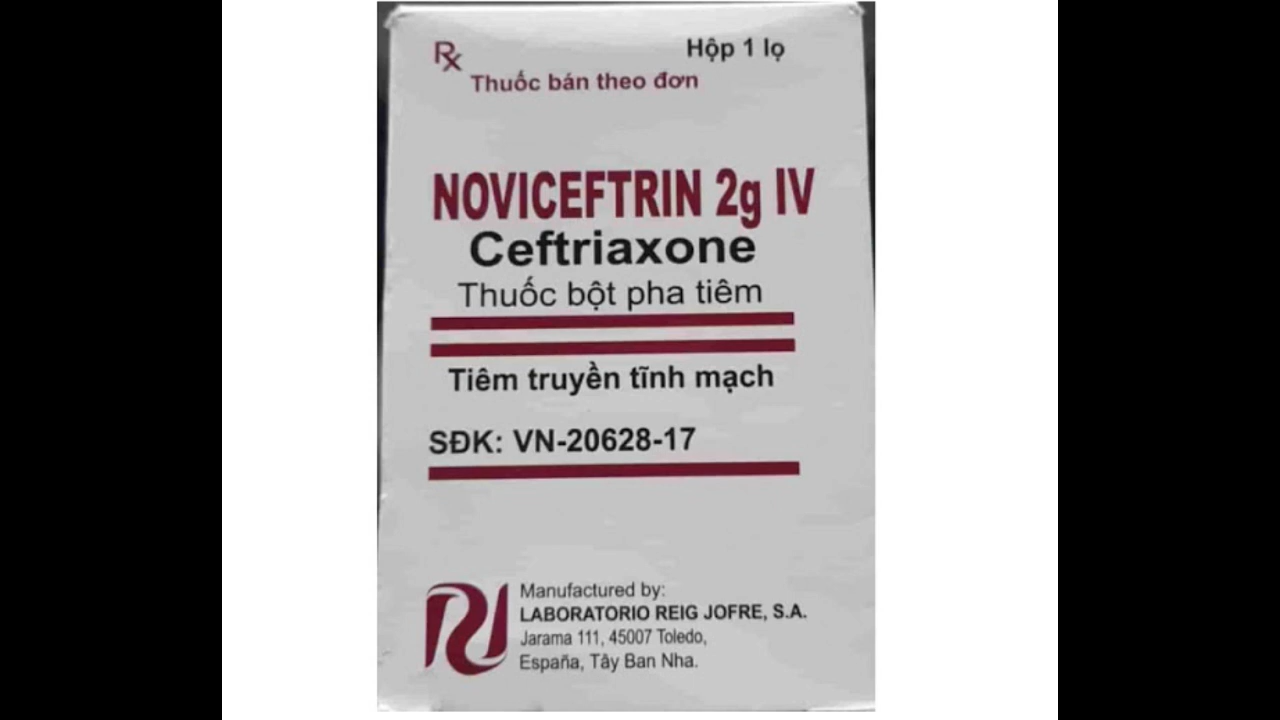 Rx
Hộp 1 lọ
Thuốc bán theo đơn
NOVICEFTRIN 2g IV
Ceftriaxone
Thuốc bột pha tiêm
Tiêm truyền tĩnh mạch
SĐK: VN-20628-17
Manufactured by:
LABORATORIO REIG JOFRE, S.A.
Jarama 111, 45007 Toledo,
España, Tây Ban Nha.